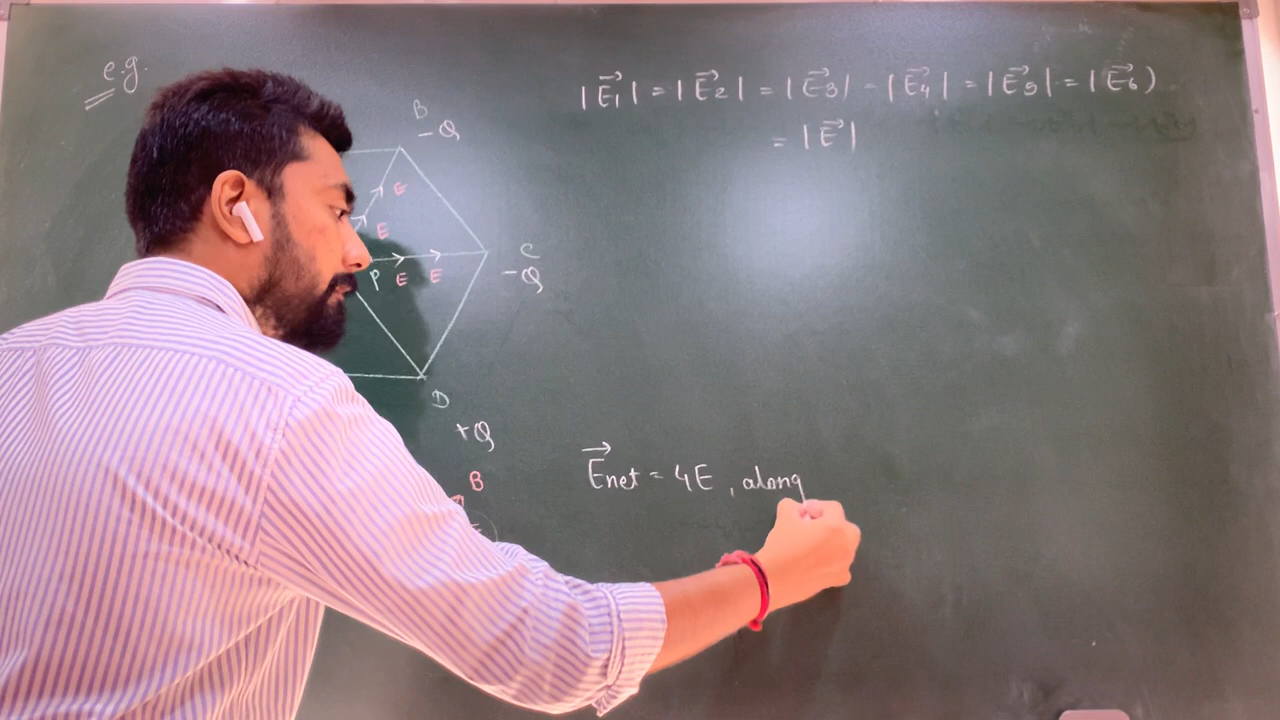 e.g.
|E₁| = |E₂| = |E₃| = |E₄| = |E₅| = |E₆|
= |E|
B
-Q
E
E
C
-Q
P E E
D
+Q
B
E
Enet = 4E, along